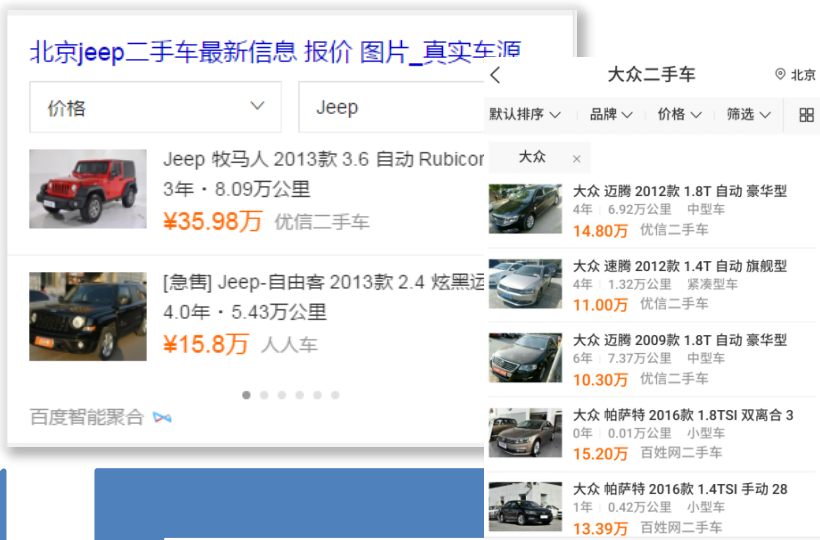 北京jeep二手车最新信息 报价 图片_真实车源
价格
Jeep
Jeep 牧马人 2013款 3.6 自动 Rubicon
3年·8.09万公里
¥35.98万 优信二手车
[急售] Jeep-自由客 2013款 2.4 炫黑运
4.0年·5.43万公里
¥15.8万 人人车
百度智能聚合
大众二手车
北京
默认排序 品牌 价格 筛选
大众 ×
大众 迈腾 2012款 1.8T 自动 豪华型
4年 6.92万公里 中型车
14.80万 优信二手车
大众 速腾 2012款 1.4T 自动 旗舰型
4年 1.32万公里 紧凑型车
11.00万 优信二手车
大众 迈腾 2009款 1.8T 自动 豪华型
6年 7.37万公里 中型车
10.30万 优信二手车
大众 帕萨特 2016款 1.8TSI 双离合 3
0年 0.01万公里 小型车
15.20万 百姓网二手车
大众 帕萨特 2016款 1.4TSI 手动 28
1年 0.42万公里 小型车
13.39万 百姓网二手车